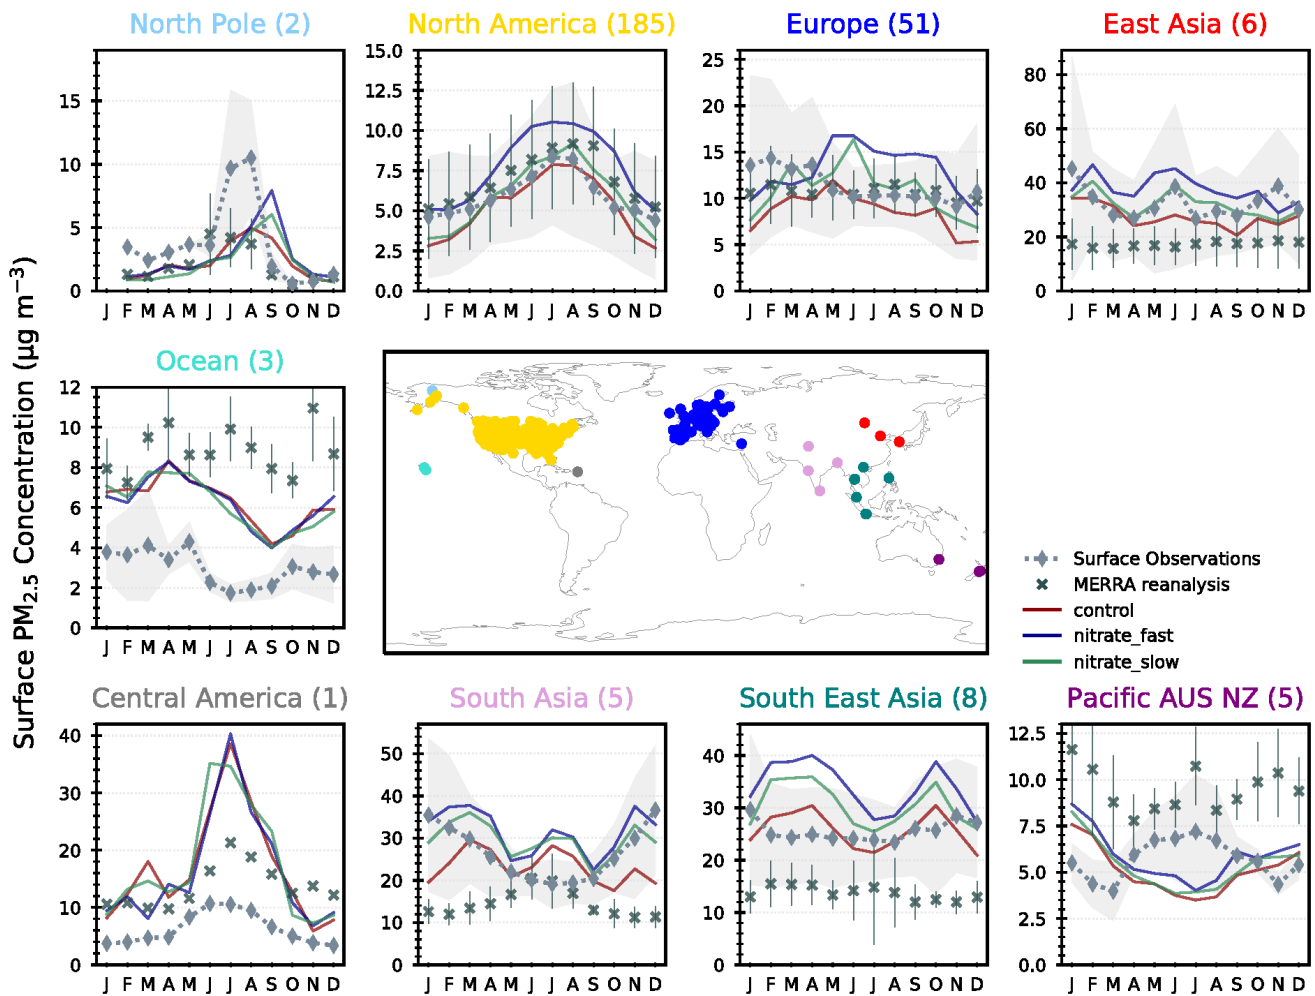 North Pole (2)
North America (185)
Europe (51)
East Asia (6)
15
10
5
0
J F M A M J J A S O N D
15.0
12.5
10.0
7.5
5.0
2.5
0.0
J F M A M J J A S O N D
25
20
15
10
5
0
J F M A M J J A S O N D
80
60
40
20
0
J F M A M J J A S O N D
Surface PM2.5 Concentration (µg m−3)
Ocean (3)
12
10
8
6
4
2
0
J F M A M J J A S O N D
Surface Observations
MERRA reanalysis
control
nitrate_fast
nitrate_slow
Central America (1)
South Asia (5)
South East Asia (8)
Pacific AUS NZ (5)
40
30
20
10
0
J F M A M J J A S O N D
50
40
30
20
10
0
J F M A M J J A S O N D
40
30
20
10
0
J F M A M J J A S O N D
12.5
10.0
7.5
5.0
2.5
0.0
J F M A M J J A S O N D